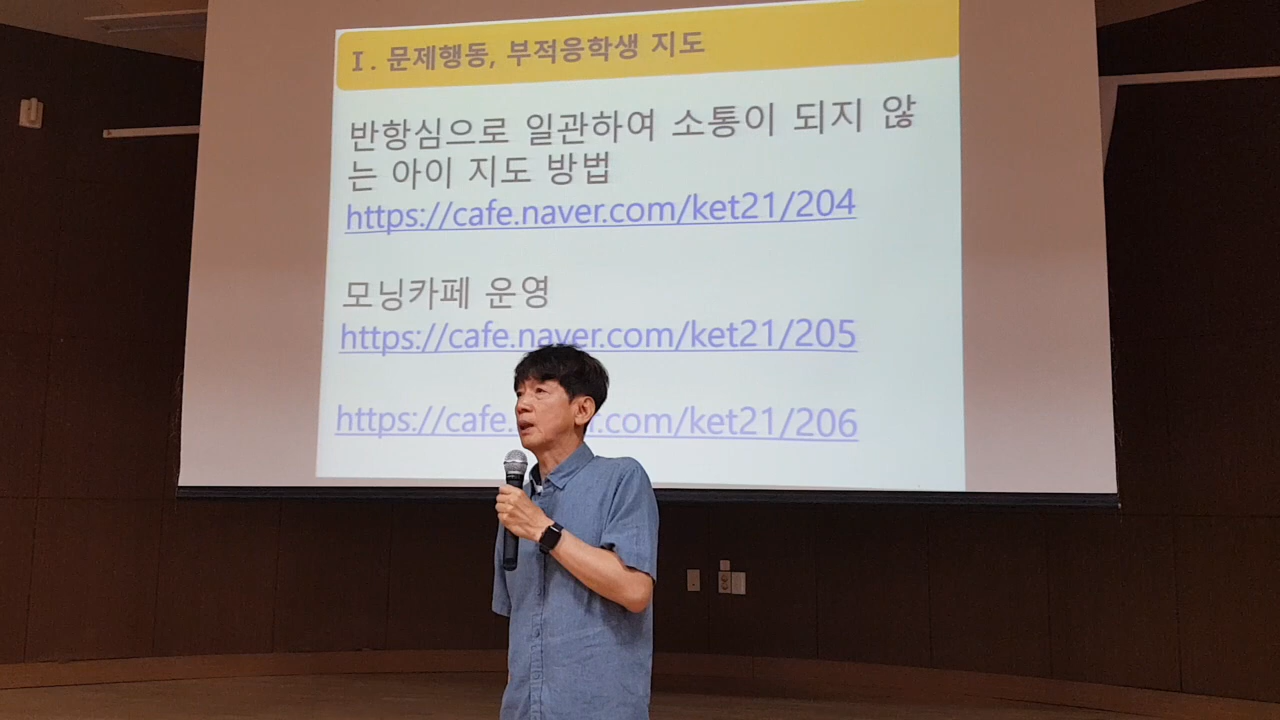 Ⅰ. 문제행동, 부적응학생 지도
반항심으로 일관하여 소통이 되지 않
는 아이 지도 방법
https://cafe.naver.com/ket21/204
모닝카페 운영
https://cafe.naver.com/ket21/205
https://cafe.naver.com/ket21/206